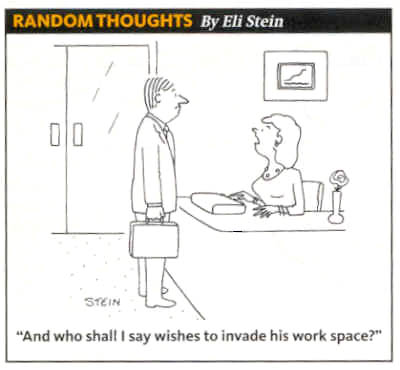 RANDOM THOUGHTS By Eli Stein
STEIN
"And who shall I say wishes to invade his work space?"